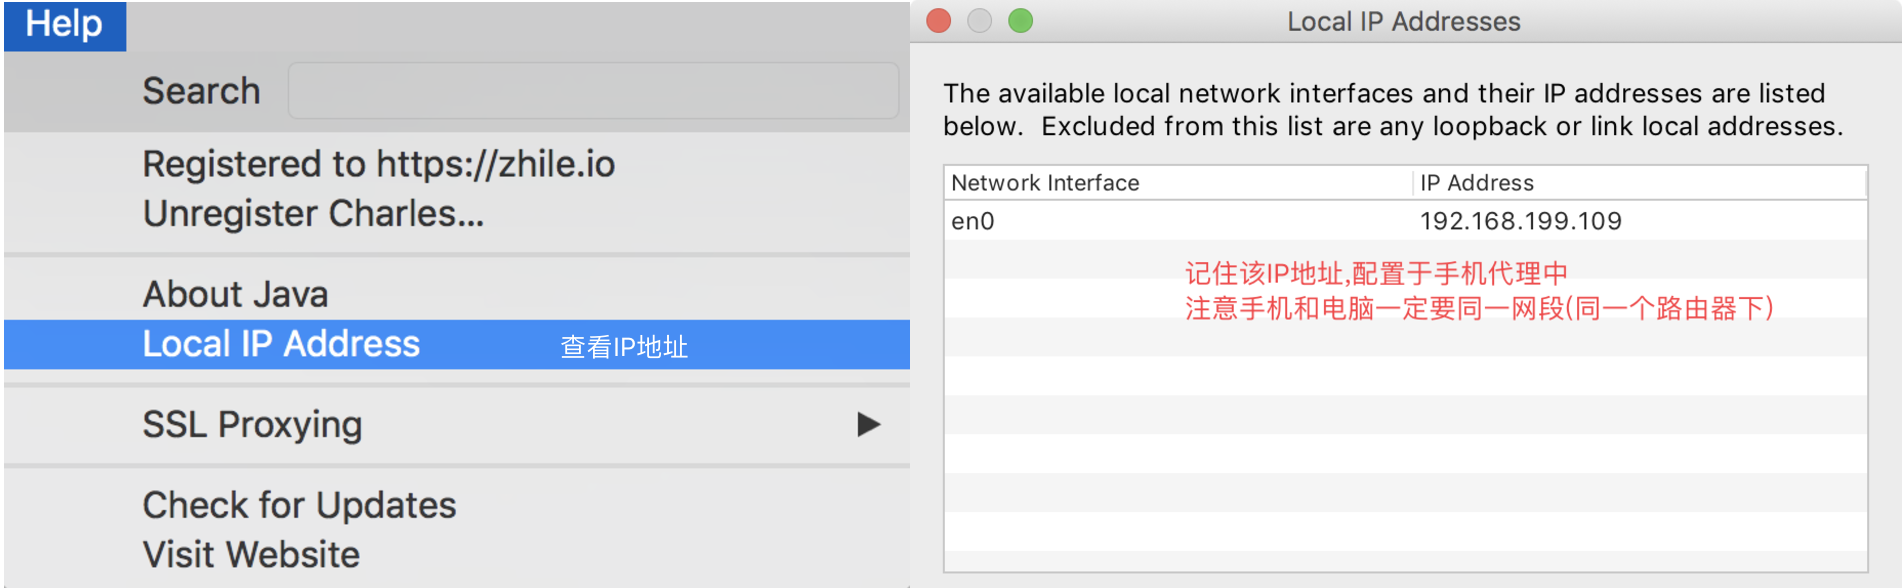 Help
Search
Registered to https://zhile.io
Unregister Charles...
About Java
Local IP Address 查看IP地址
SSL Proxying
Check for Updates
Visit Website
Local IP Addresses
The available local network interfaces and their IP addresses are listed
below. Excluded from this list are any loopback or link local addresses.
Network Interface IP Address
en0 192.168.199.109
记住该IP地址,配置于手机代理中
注意手机和电脑一定要同一网段(同一个路由器下)